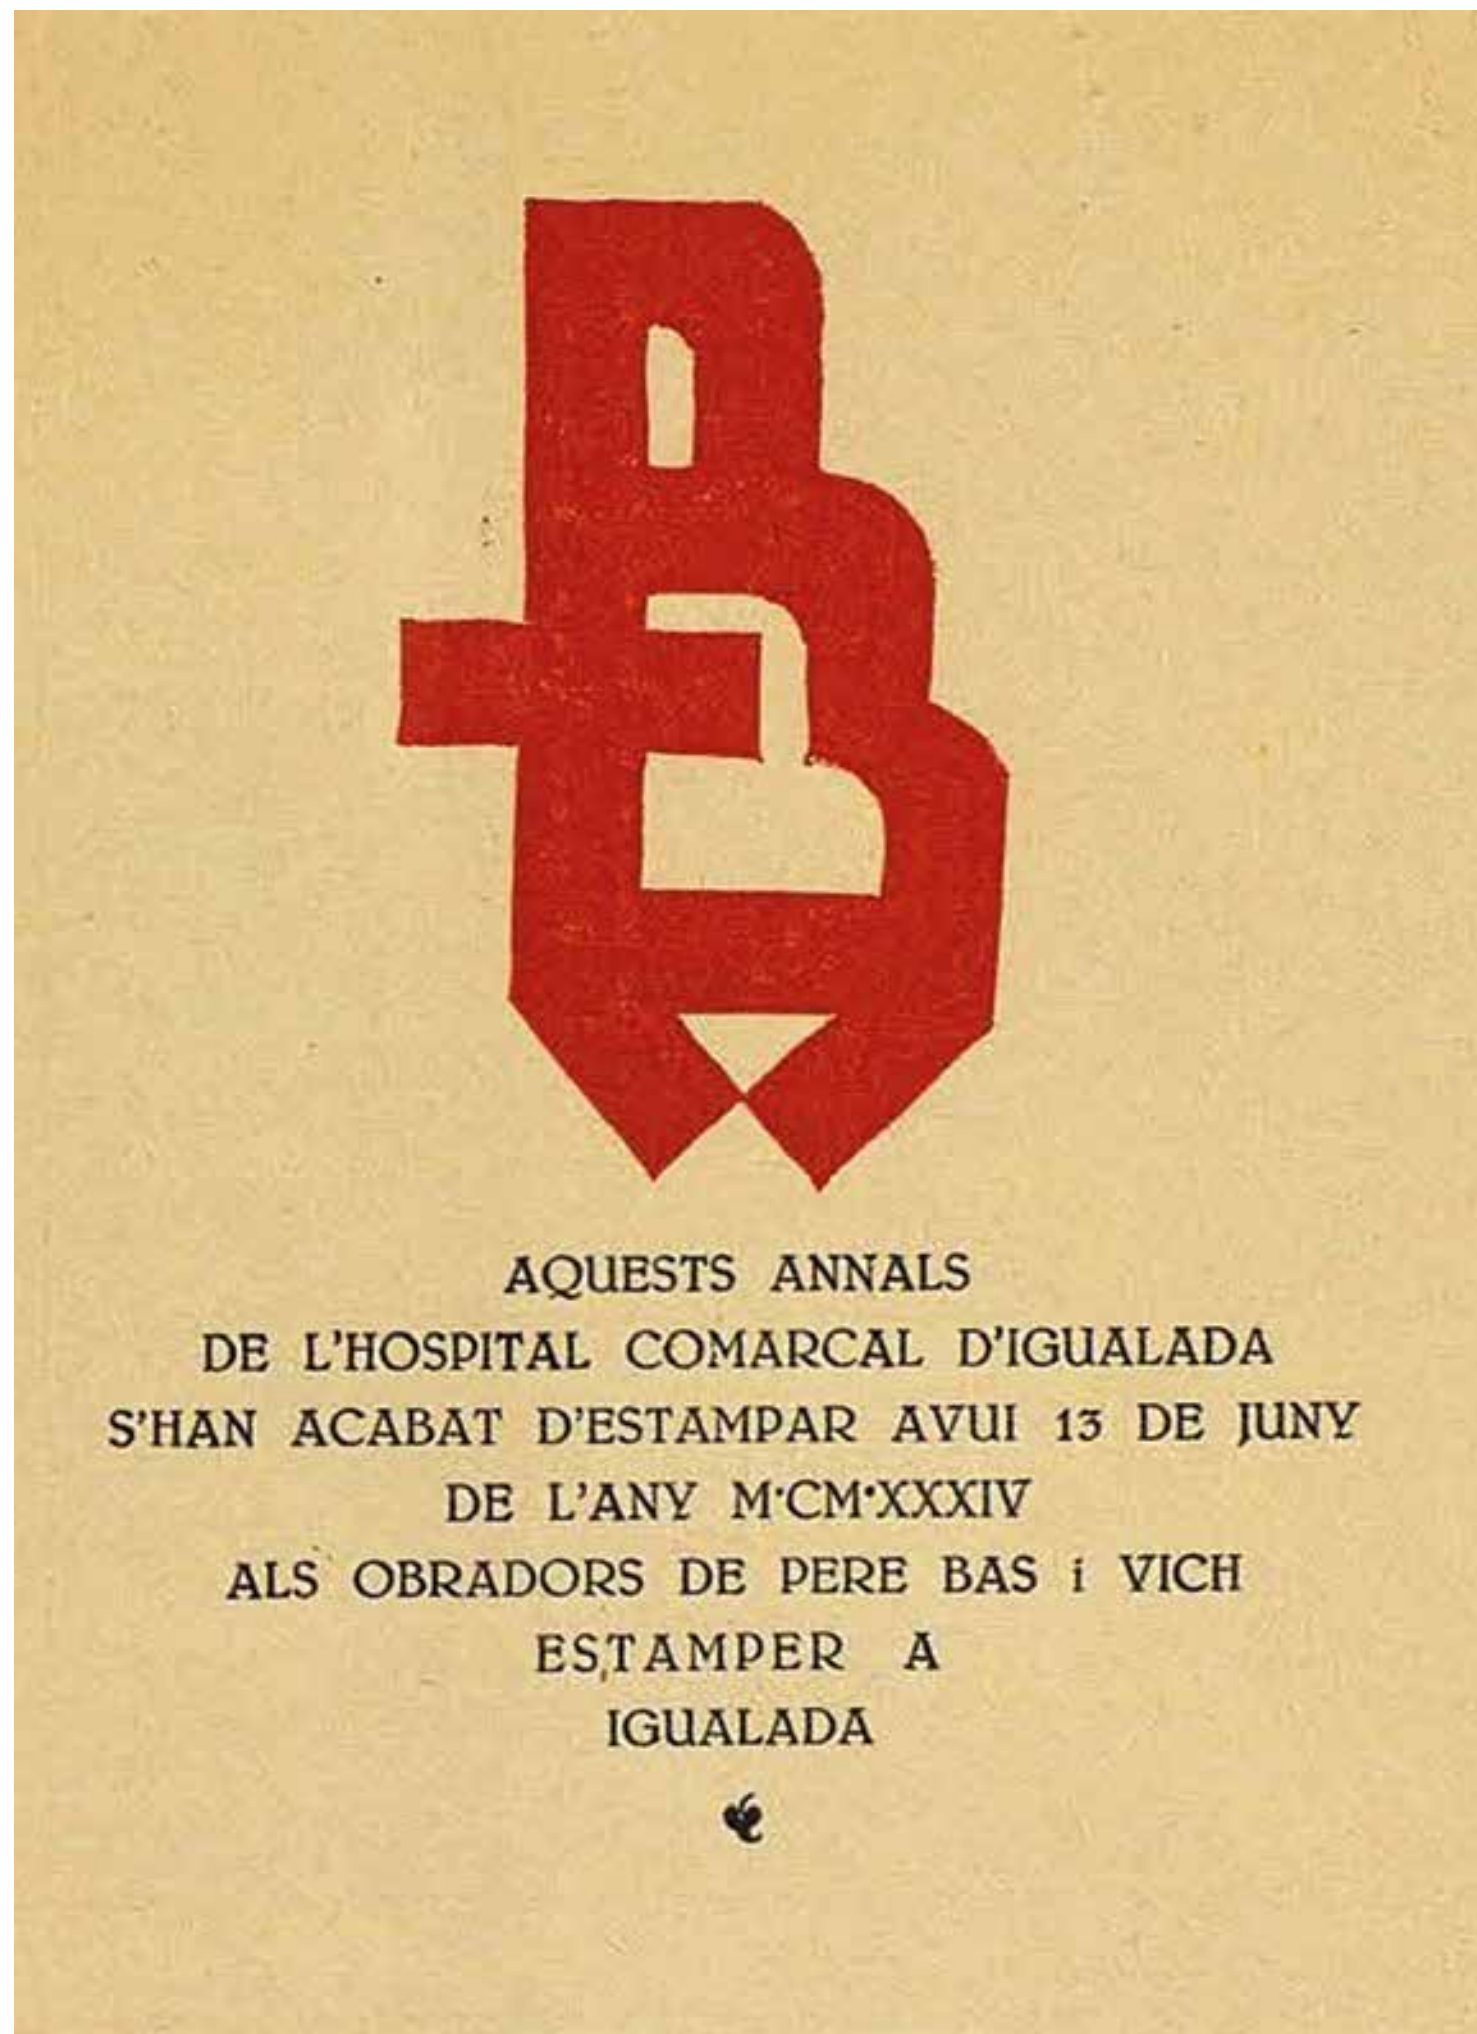 AQUESTS ANNALS
DE L'HOSPITAL COMARCAL D'IGUALADA
S'HAN ACABAT D'ESTAMPAR AVUI 13 DE JUNY
DE L'ANY M·CM·XXXIV
ALS OBRADORS DE PERE BAS i VICH
ESTAMPER A
IGUALADA